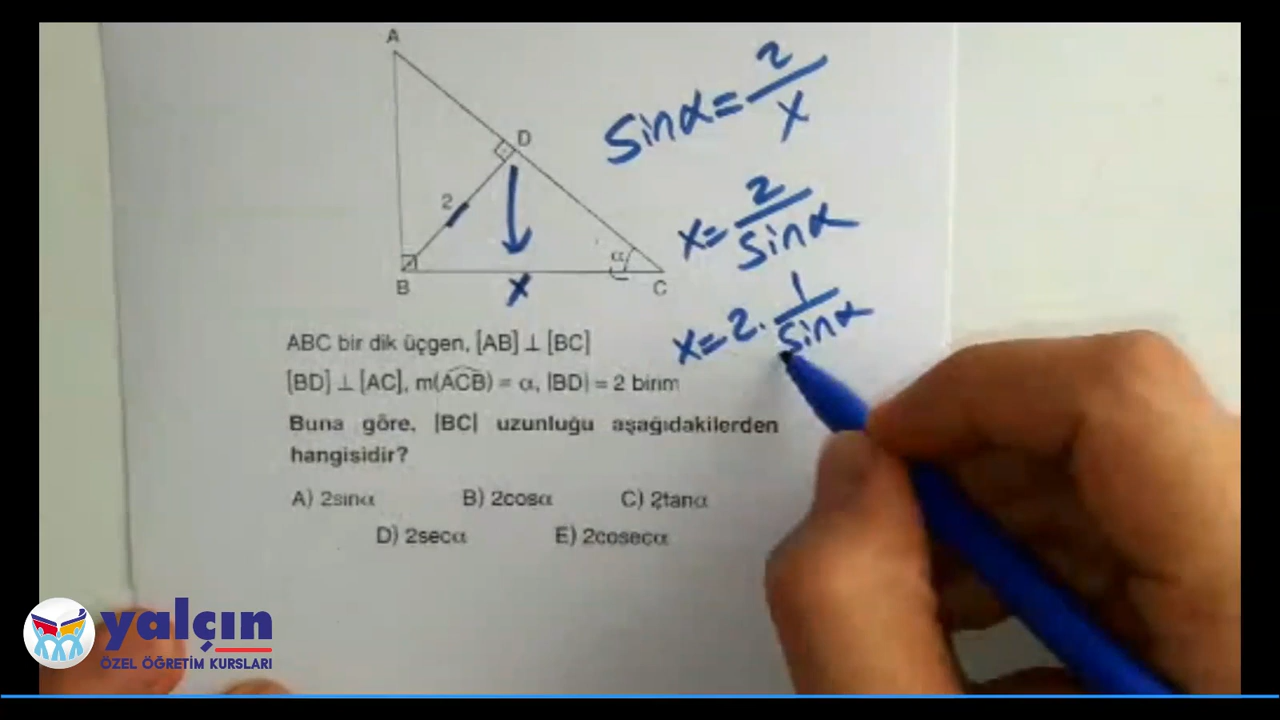 A
D
2
α
B
X
C
Sinα = 2/X
X = 2/Sinα
X = 2 . 1/Sinα
ABC bir dik üçgen, [AB] ⊥ [BC]
[BD] ⊥ [AC], m(ACB) = α, |BD| = 2 birim
Buna göre, |BC| uzunluğu aşağıdakilerden
hangisidir?
A) 2sinα B) 2cosα C) 2tanα
D) 2secα E) 2cosecα
yalçın
ÖZEL ÖĞRETİM KURSLARI